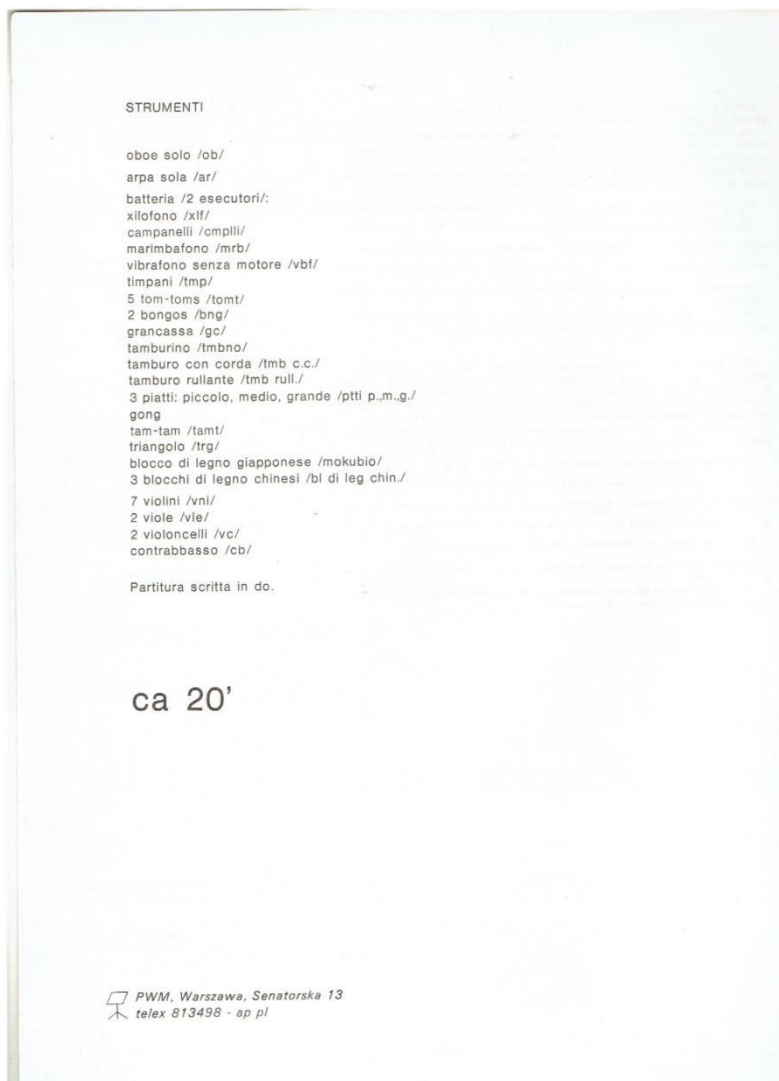 STRUMENTI
oboe solo /ob/
arpa sola /ar/
batteria /2 esecutori/:
xilofono /xlf/
campanelli /cmplli/
marimbafono /mrb/
vibrafono senza motore /vbf/
timpani /tmp/
5 tom-toms /tomt/
2 bongos /bng/
grancassa /gc/
tamburino /tmbno/
tamburo con corda /tmb c.c./
tamburo rullante /tmb rull./
3 piatti: piccolo, medio, grande /ptti p.,m.,g./
gong
tam-tam /tamt/
triangolo /trg/
blocco di legno giapponese /mokubio/
3 blocchi di legno chinesi /bl di leg chin./
7 violini /vni/
2 viole /vle/
2 violoncelli /vc/
contrabbasso /cb/
Partitura scritta in do.
ca 20'
PWM, Warszawa, Senatorska 13
telex 813498 - ap pl